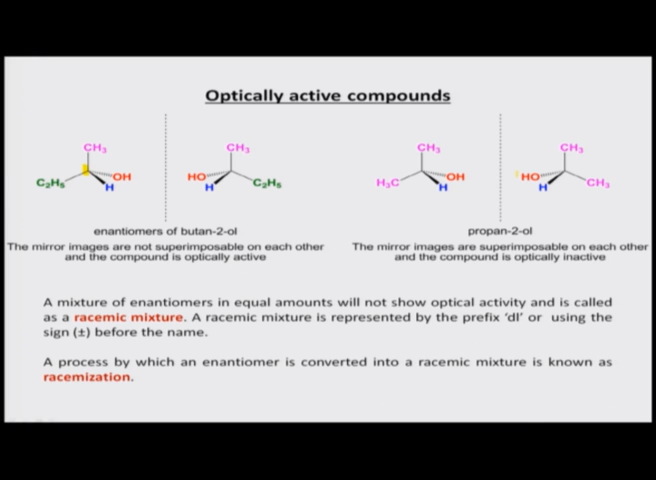 Optically active compounds
CH3
C2H5 OH
H
CH3
HO C2H5
H
CH3
H3C OH
H
CH3
HO CH3
H
enantiomers of butan-2-ol
The mirror images are not superimposable on each other
and the compound is optically active
propan-2-ol
The mirror images are superimposable on each other
and the compound is optically inactive
A mixture of enantiomers in equal amounts will not show optical activity and is called
as a racemic mixture. A racemic mixture is represented by the prefix 'dl' or using the
sign (±) before the name.
A process by which an enantiomer is converted into a racemic mixture is known as
racemization.